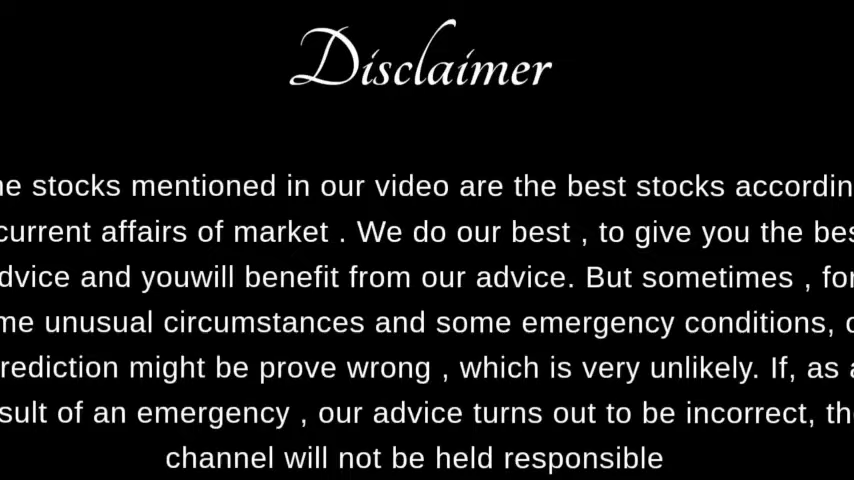 Disclaimer
he stocks mentioned in our video are the best stocks accordin
current affairs of market . We do our best , to give you the bes
dvice and youwill benefit from our advice. But sometimes , for
me unusual circumstances and some emergency conditions, o
rediction might be prove wrong , which is very unlikely. If, as a
sult of an emergency , our advice turns out to be incorrect, th
channel will not be held responsible